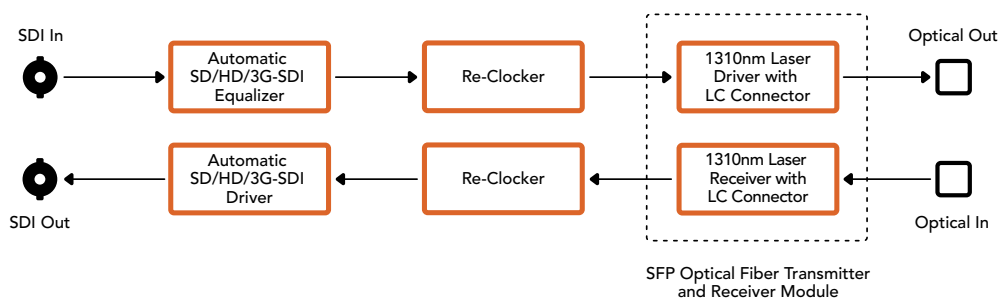 SDI In
Automatic
SD/HD/3G-SDI
Equalizer
Re-Clocker
1310nm Laser
Driver with
LC Connector
Optical Out
SDI Out
Automatic
SD/HD/3G-SDI
Driver
Re-Clocker
1310nm Laser
Receiver with
LC Connector
Optical In
SFP Optical Fiber Transmitter
and Receiver Module